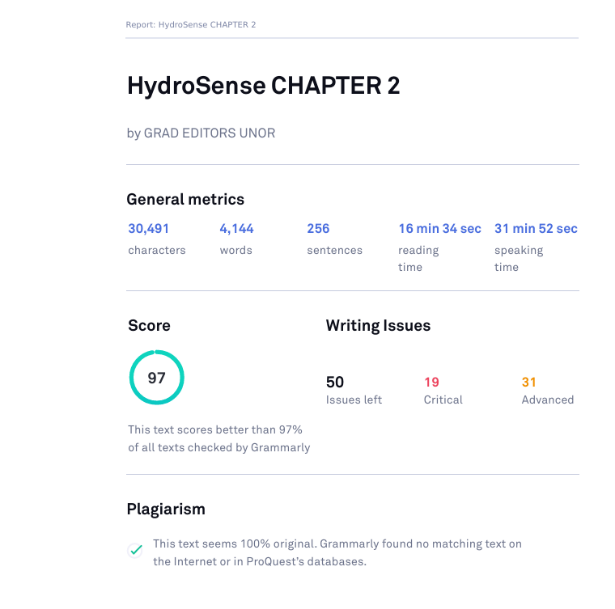 Report: HydroSense CHAPTER 2
HydroSense CHAPTER 2
by GRAD EDITORS UNOR
General metrics
30,491 4,144 256 16 min 34 sec 31 min 52 sec
characters words sentences reading speaking
time time
Score Writing Issues
97
50 19 31
Issues left Critical Advanced
This text scores better than 97%
of all texts checked by Grammarly
Plagiarism
This text seems 100% original. Grammarly found no matching text on
the Internet or in ProQuest's databases.